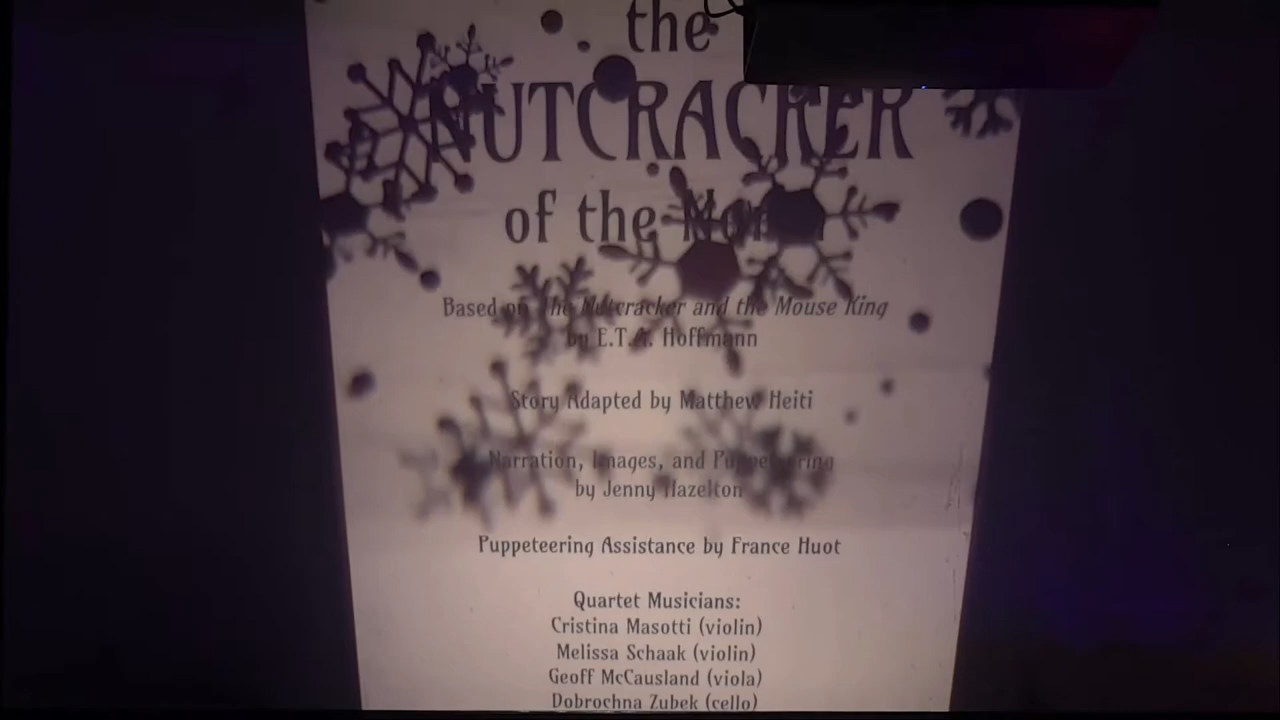 the
NUTCRACKER
of the
Based on The Nutcracker and the Mouse King
by E.T.A. Hoffmann
Story Adapted by Matthew Heiti
Narration, Images, and Puppeteering
by Jenny Hazelton
Puppeteering Assistance by France Huot
Quartet Musicians:
Cristina Masotti (violin)
Melissa Schaak (violin)
Geoff McCausland (viola)
Dobrochna Zubek (cello)